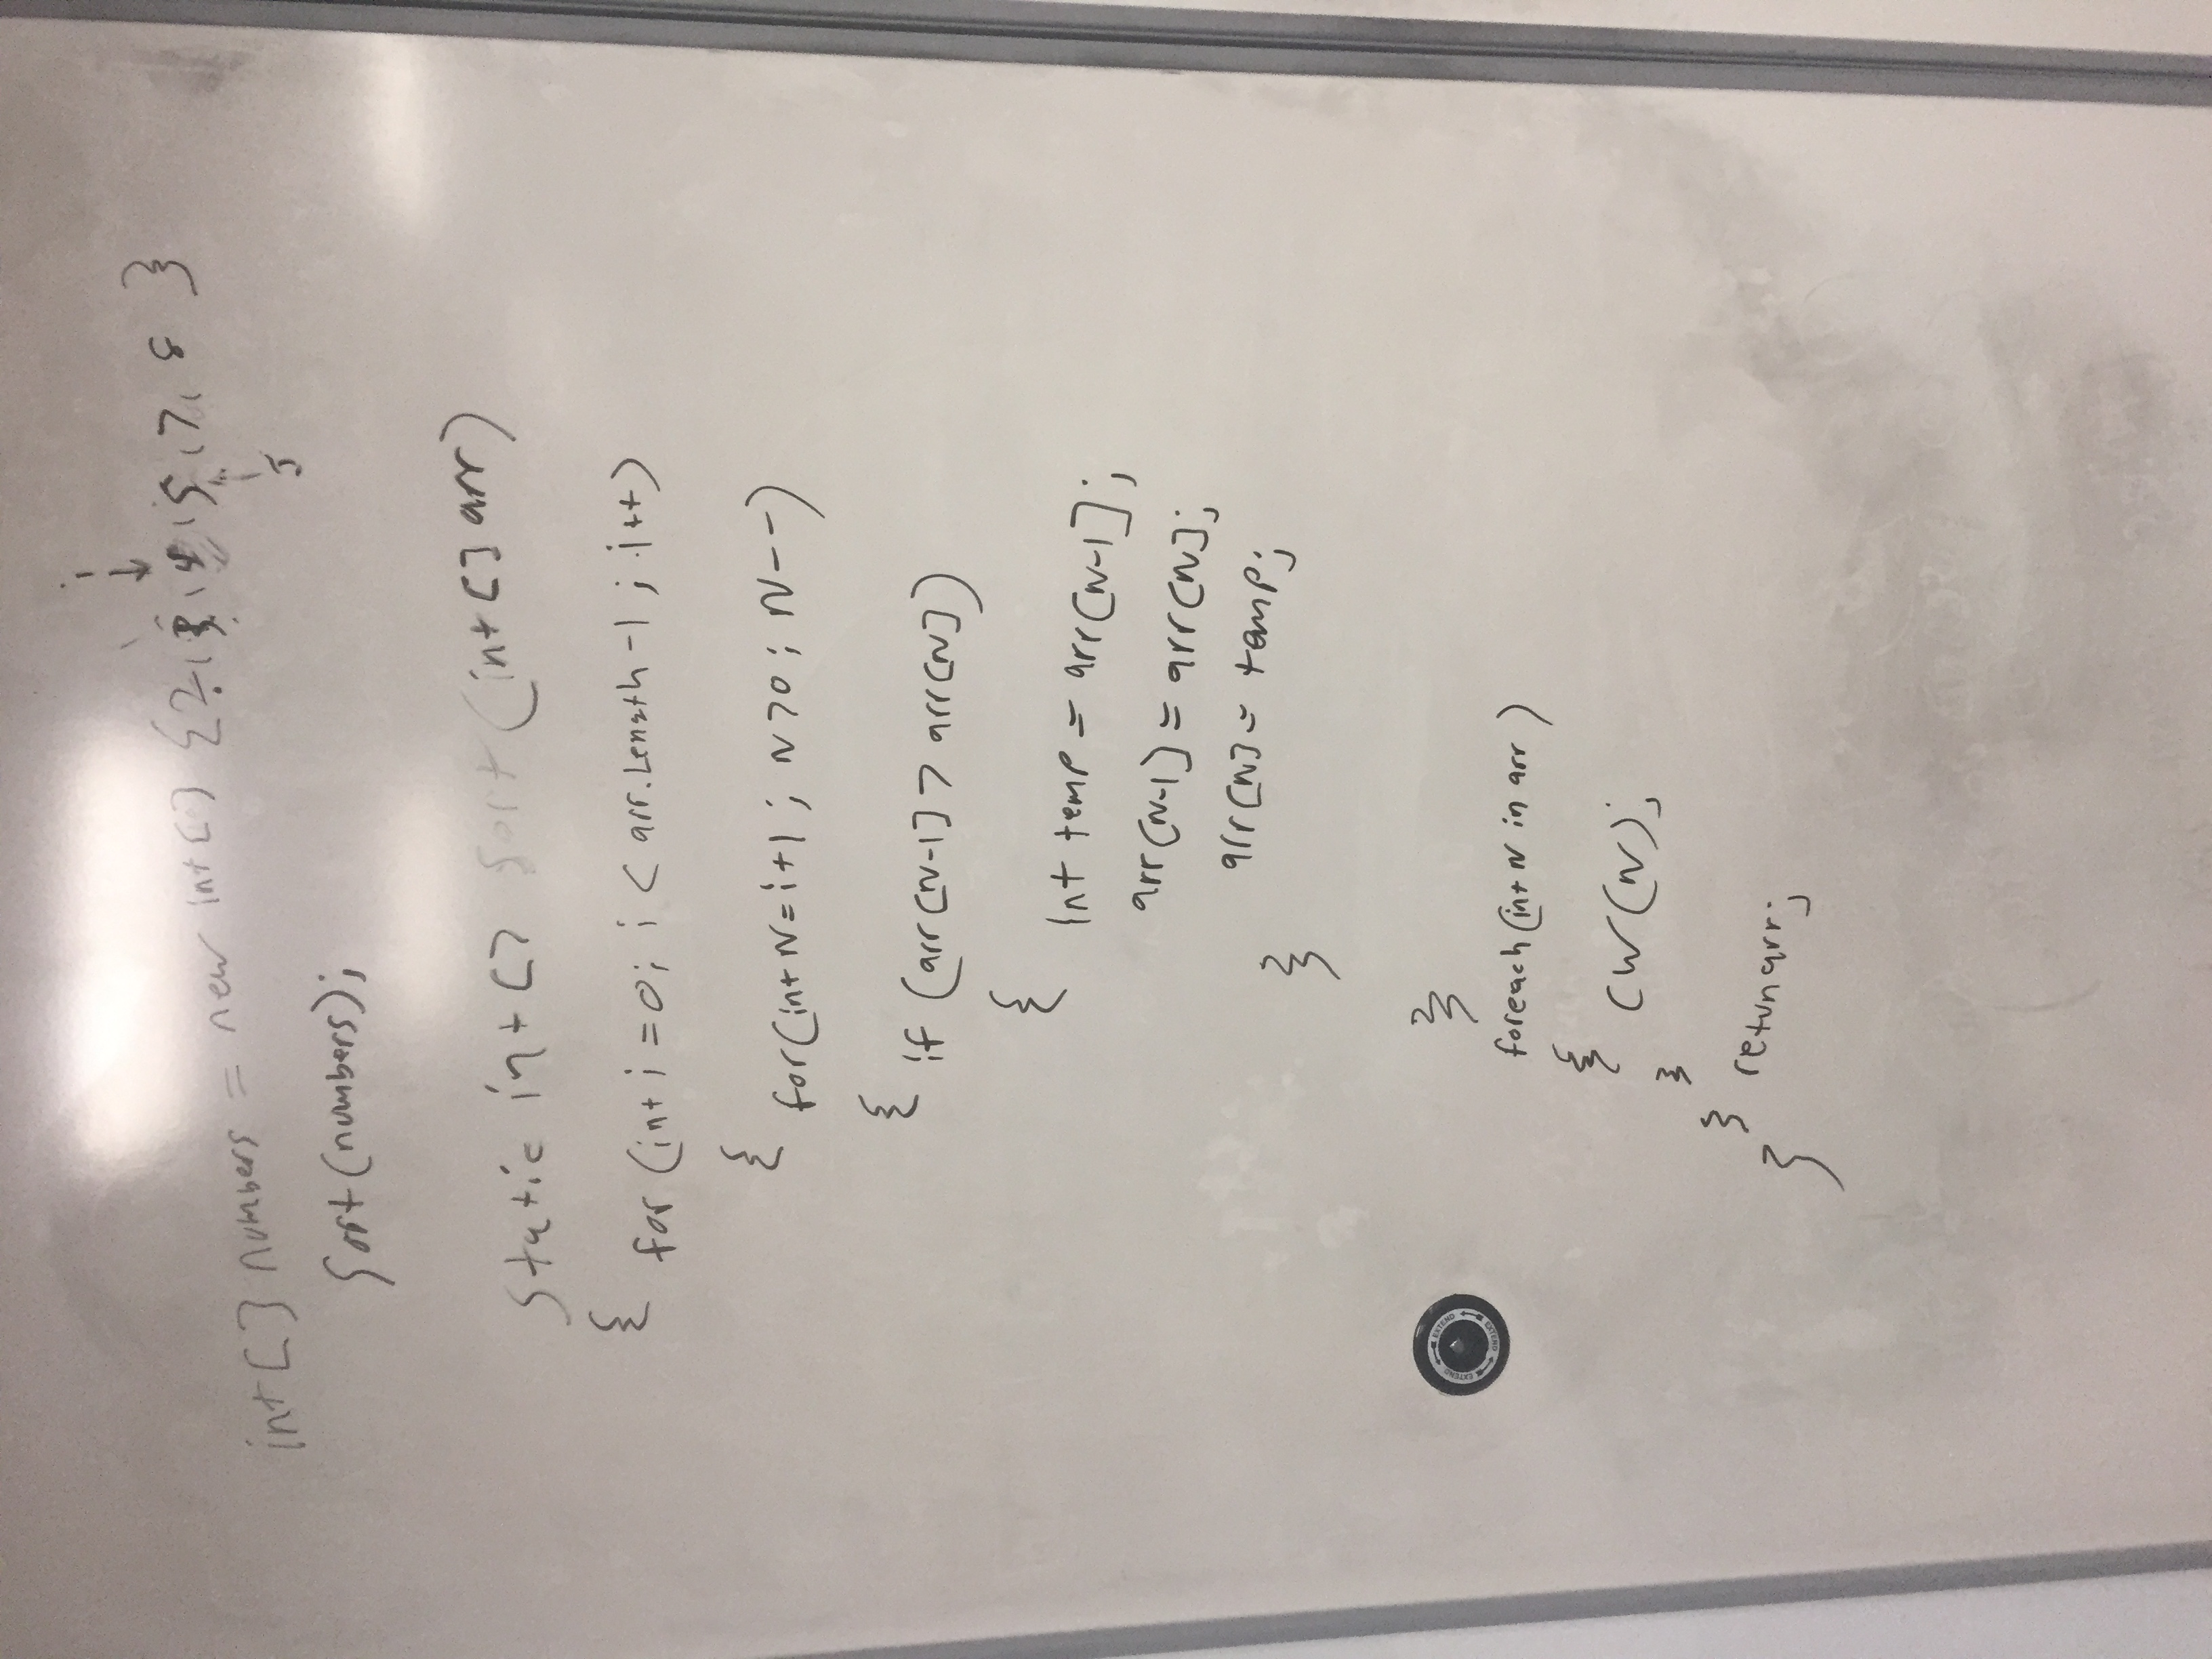 i
int[] numbers = new int[] {2, 3, 4, 5, 7, 8 }
J
Sort(numbers);
static int[] Sort(int[] arr)
{ for (int i = 0; i < arr.Length -1 ; i++)
{ for(int N=i+1 ; N>0 ; N--)
{ if (arr[N-1] > arr[N])
{
int temp = arr[N-1];
arr[N-1] = arr[N];
arr[N] = temp;
}
}
foreach(int N in arr )
{ CW(N);
}
} retun arr;
}
EXTEND EXTEND EXTEND EXTEND